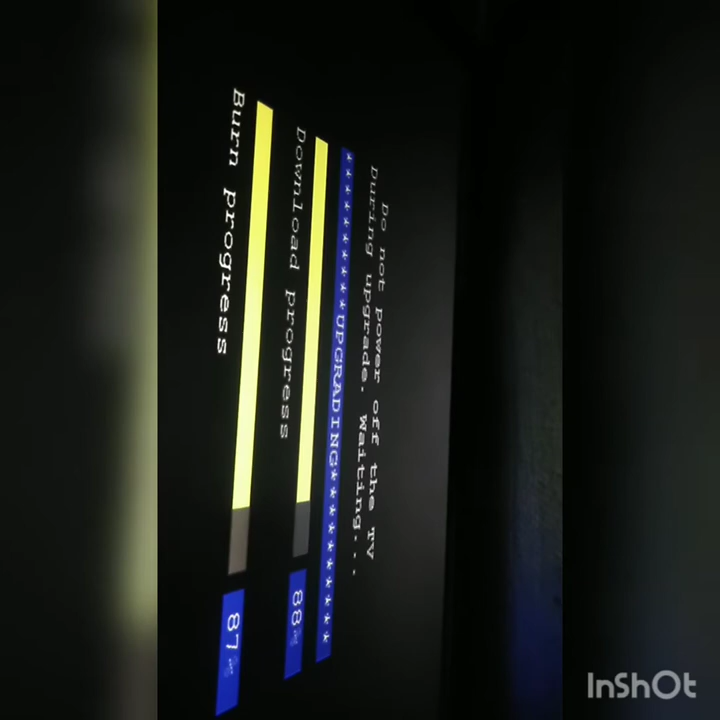 Do not power off the TV
During upgrade. Waiting...
**********UPGRADING**********
Download progress
88%
Burn progress
87%
InShOt